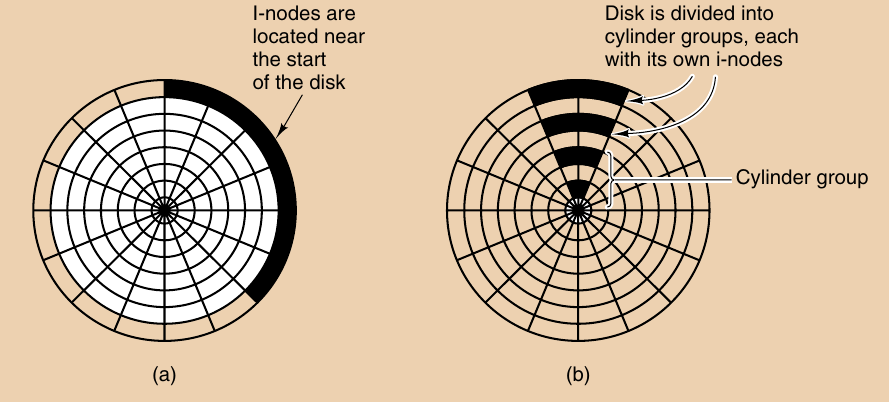 I-nodes are
located near
the start
of the disk
Disk is divided into
cylinder groups, each
with its own i-nodes
Cylinder group
(a)
(b)